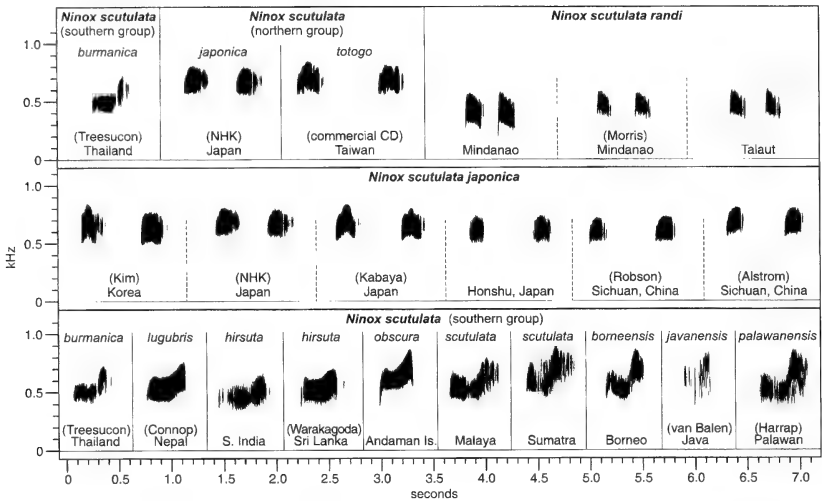 Ninox scutulata
(southern group)
Ninox scutulata
(northern group)
Ninox scutulata randi
burmanica
japonica
totogo
1.0
0.5
0
(Treesucon)
Thailand
(NHK)
Japan
(commercial CD)
Taiwan
Mindanao
(Morris)
Mindanao
Talaut
Ninox scutulata japonica
1.0
0.5
0
kHz
(Kim)
Korea
(NHK)
Japan
(Kabaya)
Japan
Honshu, Japan
(Robson)
Sichuan, China
(Alstrom)
Sichuan, China
Ninox scutulata (southern group)
burmanica
lugubris
hirsuta
hirsuta
obscura
scutulata
scutulata
borneensis
javanensis
palawanensis
1.0
0.5
0
(Treesucon)
Thailand
(Connop)
Nepal
S. India
(Warakagoda)
Sri Lanka
Andaman Is.
Malaya
Sumatra
Borneo
(van Balen)
Java
(Harrap)
Palawan
0 0.5 1.0 1.5 2.0 2.5 3.0 3.5 4.0 4.5 5.0 5.5 6.0 6.5 7.0
seconds